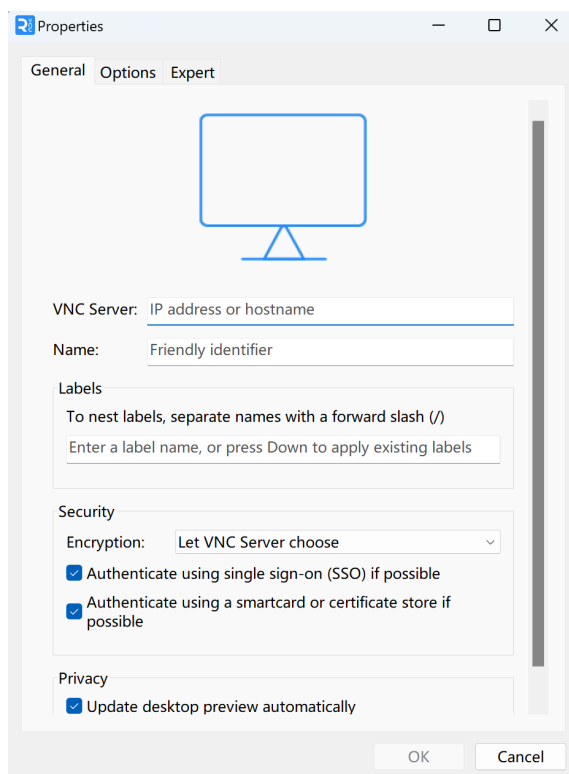 Properties
General Options Expert
VNC Server: IP address or hostname
Name: Friendly identifier
Labels
To nest labels, separate names with a forward slash (/)
Enter a label name, or press Down to apply existing labels
Security
Encryption: Let VNC Server choose
Authenticate using single sign-on (SSO) if possible
Authenticate using a smartcard or certificate store if
possible
Privacy
Update desktop preview automatically
OK Cancel